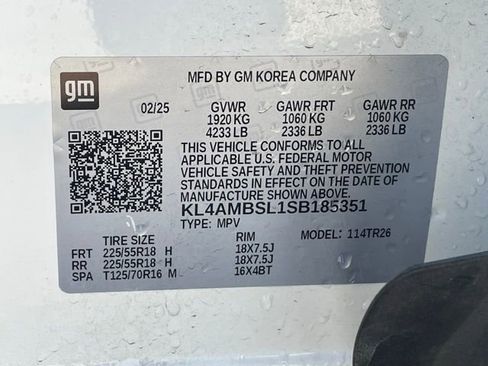 gm
MFD BY GM KOREA COMPANY
02/25 GVWR GAWR FRT GAWR RR
1920 KG 1060 KG 1060 KG
4233 LB 2336 LB 2336 LB
THIS VEHICLE CONFORMS TO ALL
APPLICABLE U.S. FEDERAL MOTOR
VEHICLE SAFETY AND THEFT PREVENTION
STANDARDS IN EFFECT ON THE DATE OF
MANUFACTURE SHOWN ABOVE.
KL4AMBSL1SB185351
TYPE: MPV
TIRE SIZE RIM MODEL: 114TR26
FRT 225/55R18 H 18X7.5J
RR 225/55R18 H 18X7.5J
SPA T125/70R16 M 16X4BT